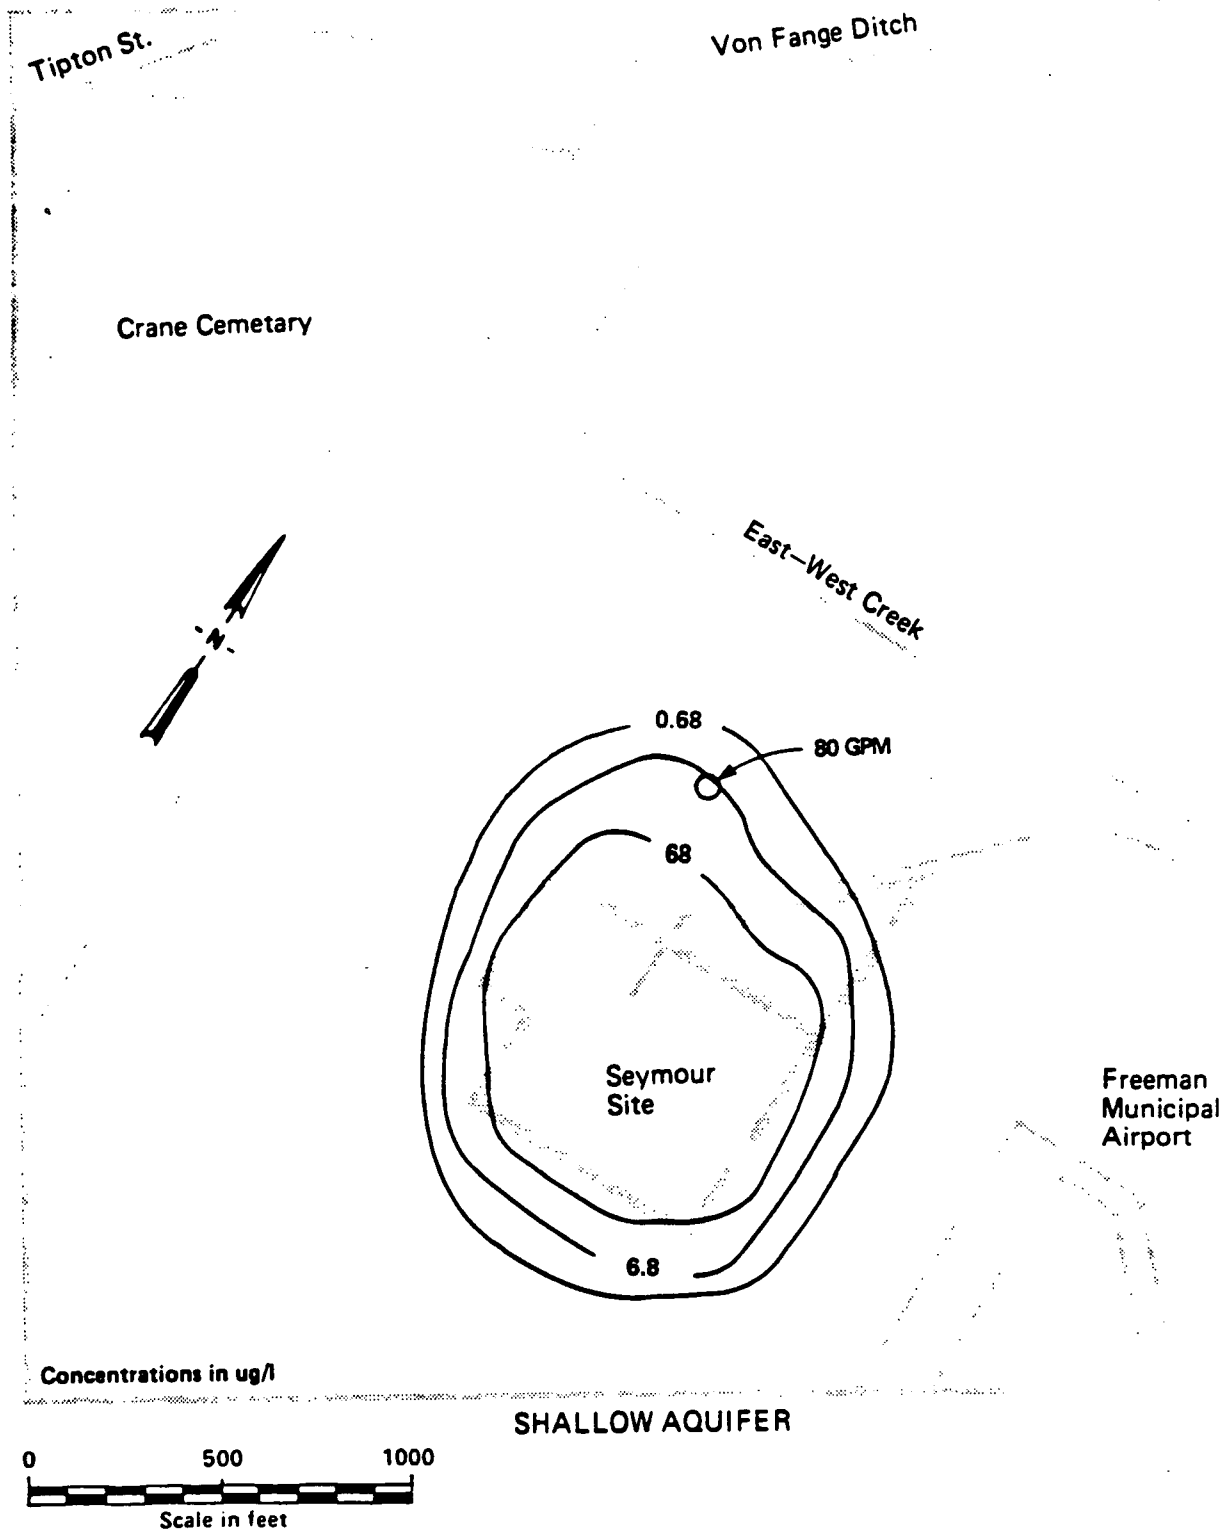 Tipton St.
Von Fange Ditch
Crane Cemetary
East-West Creek
N
0.68
80 GPM
68
Seymour
Site
Freeman
Municipal
Airport
6.8
Concentrations in ug/l
SHALLOW AQUIFER
0 500 1000
Scale in feet